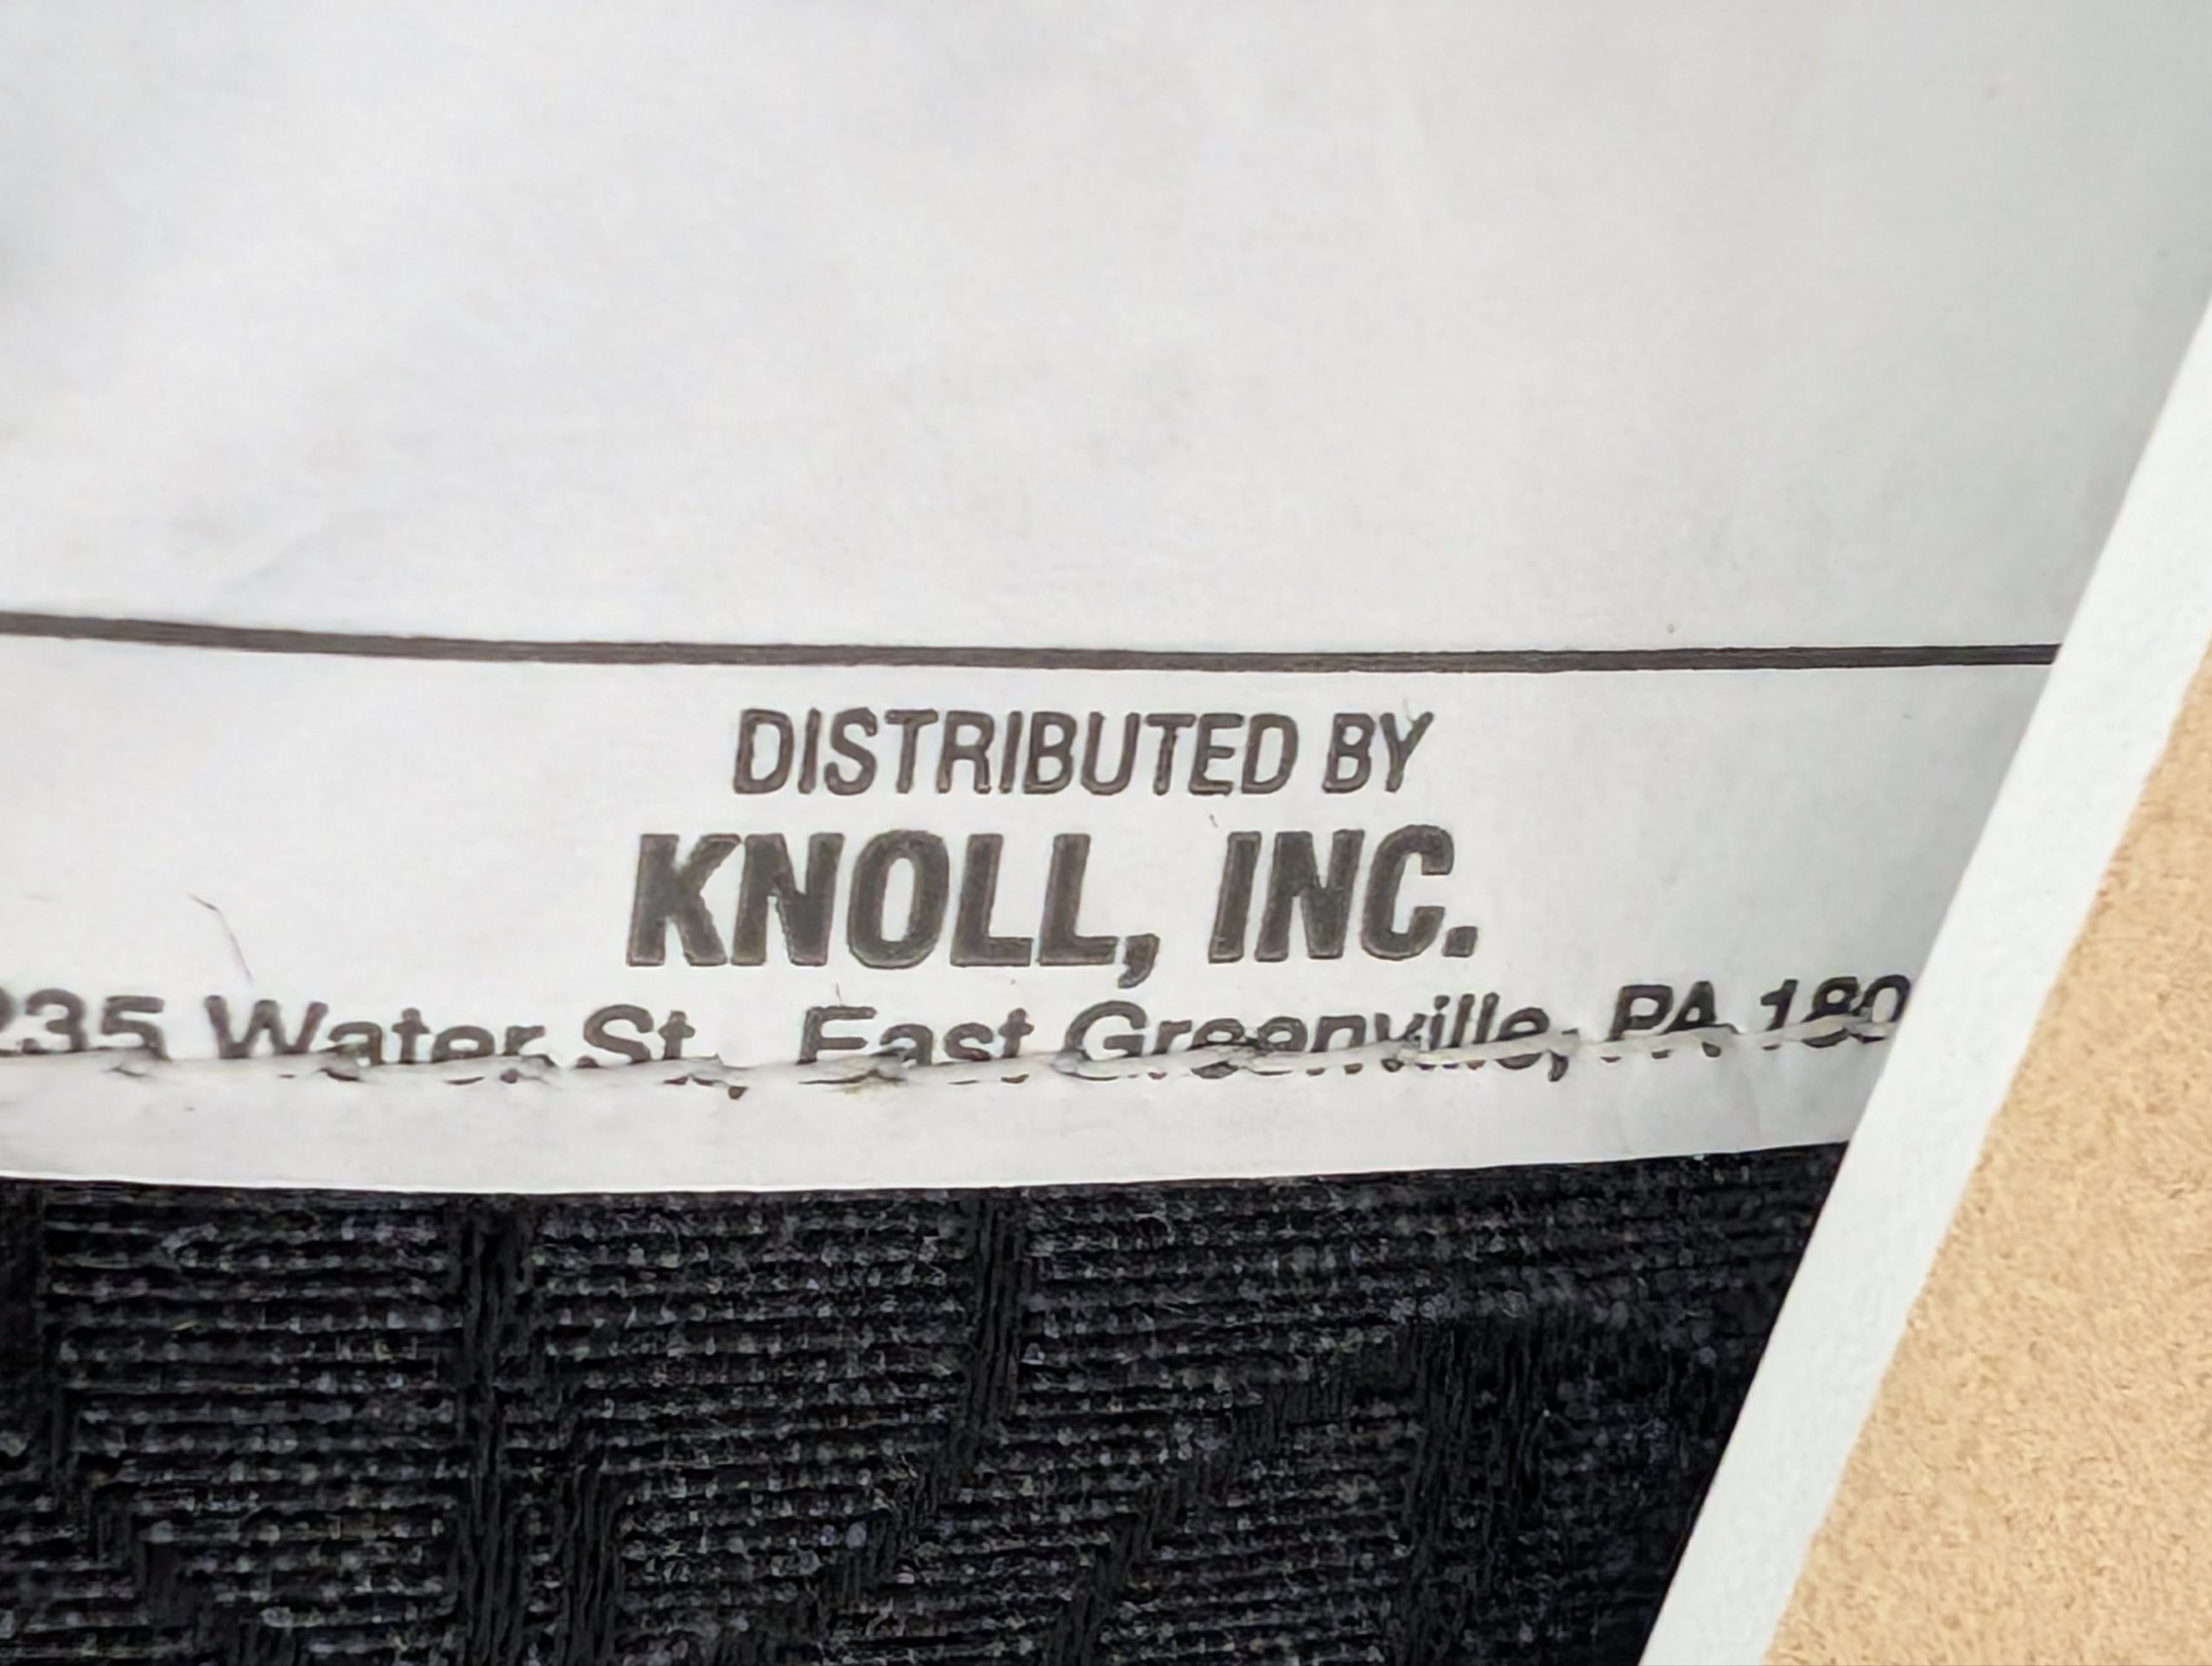 DISTRIBUTED BY
KNOLL, INC.
235 Water St., East Greenville, PA 180